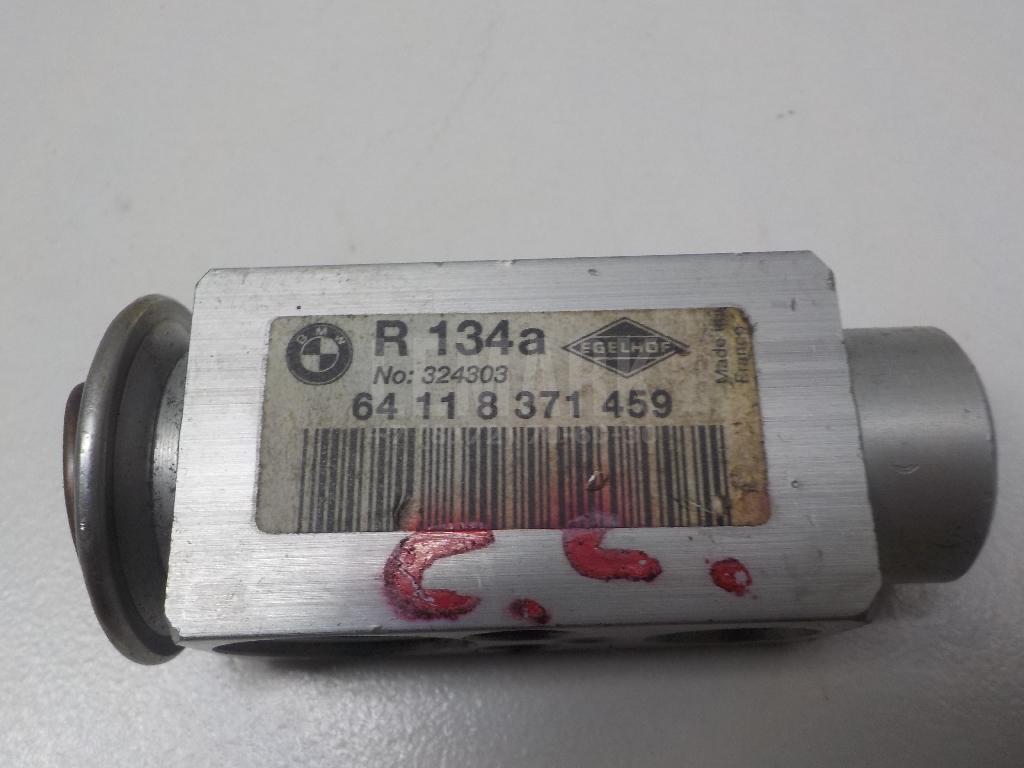 BMW
R 134a
EGELHOF
No: 324303
64 11 8 371 459
Made in
France